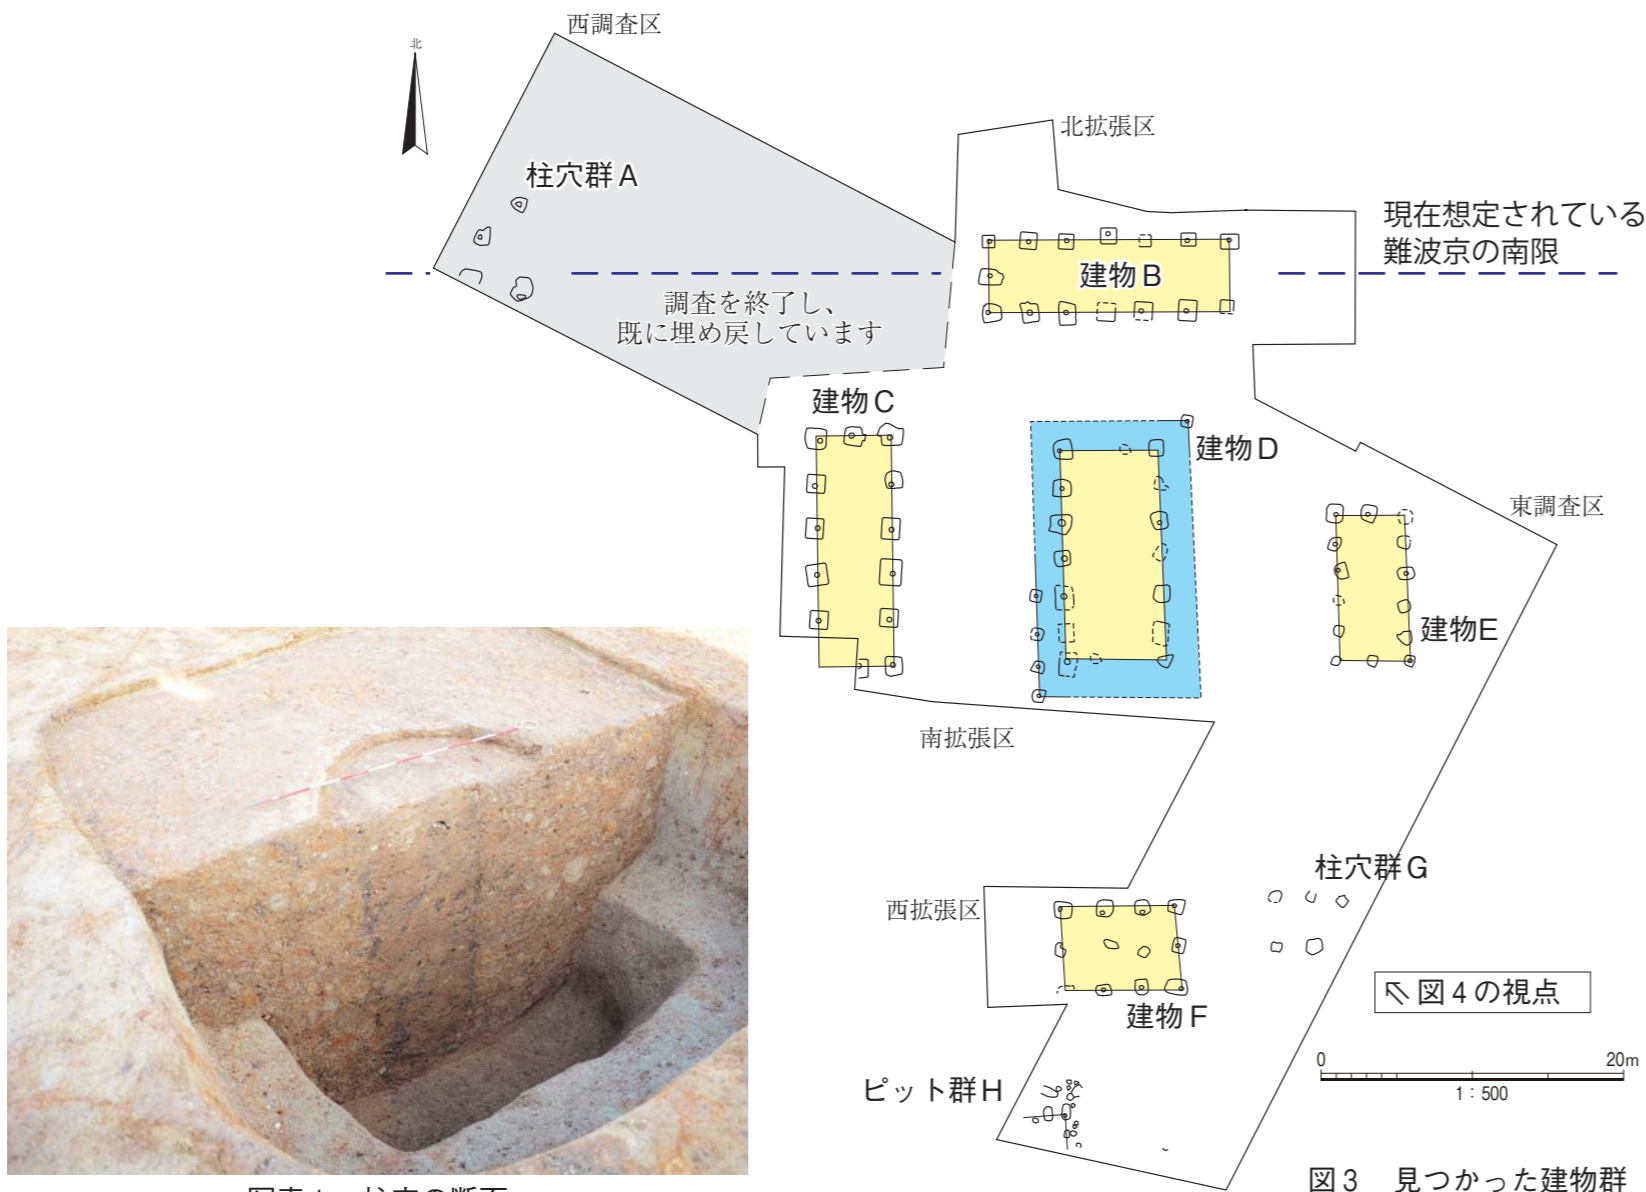 西調査区
北
北拡張区
柱穴群A
現在想定されている
難波京の南限
建物B
調査を終了し、
既に埋め戻しています
建物C
建物D
東調査区
建物E
南拡張区
柱穴群G
西拡張区
⇖図4の視点
建物F
0 20m
1:500
ピット群H
図3 見つかった建物群